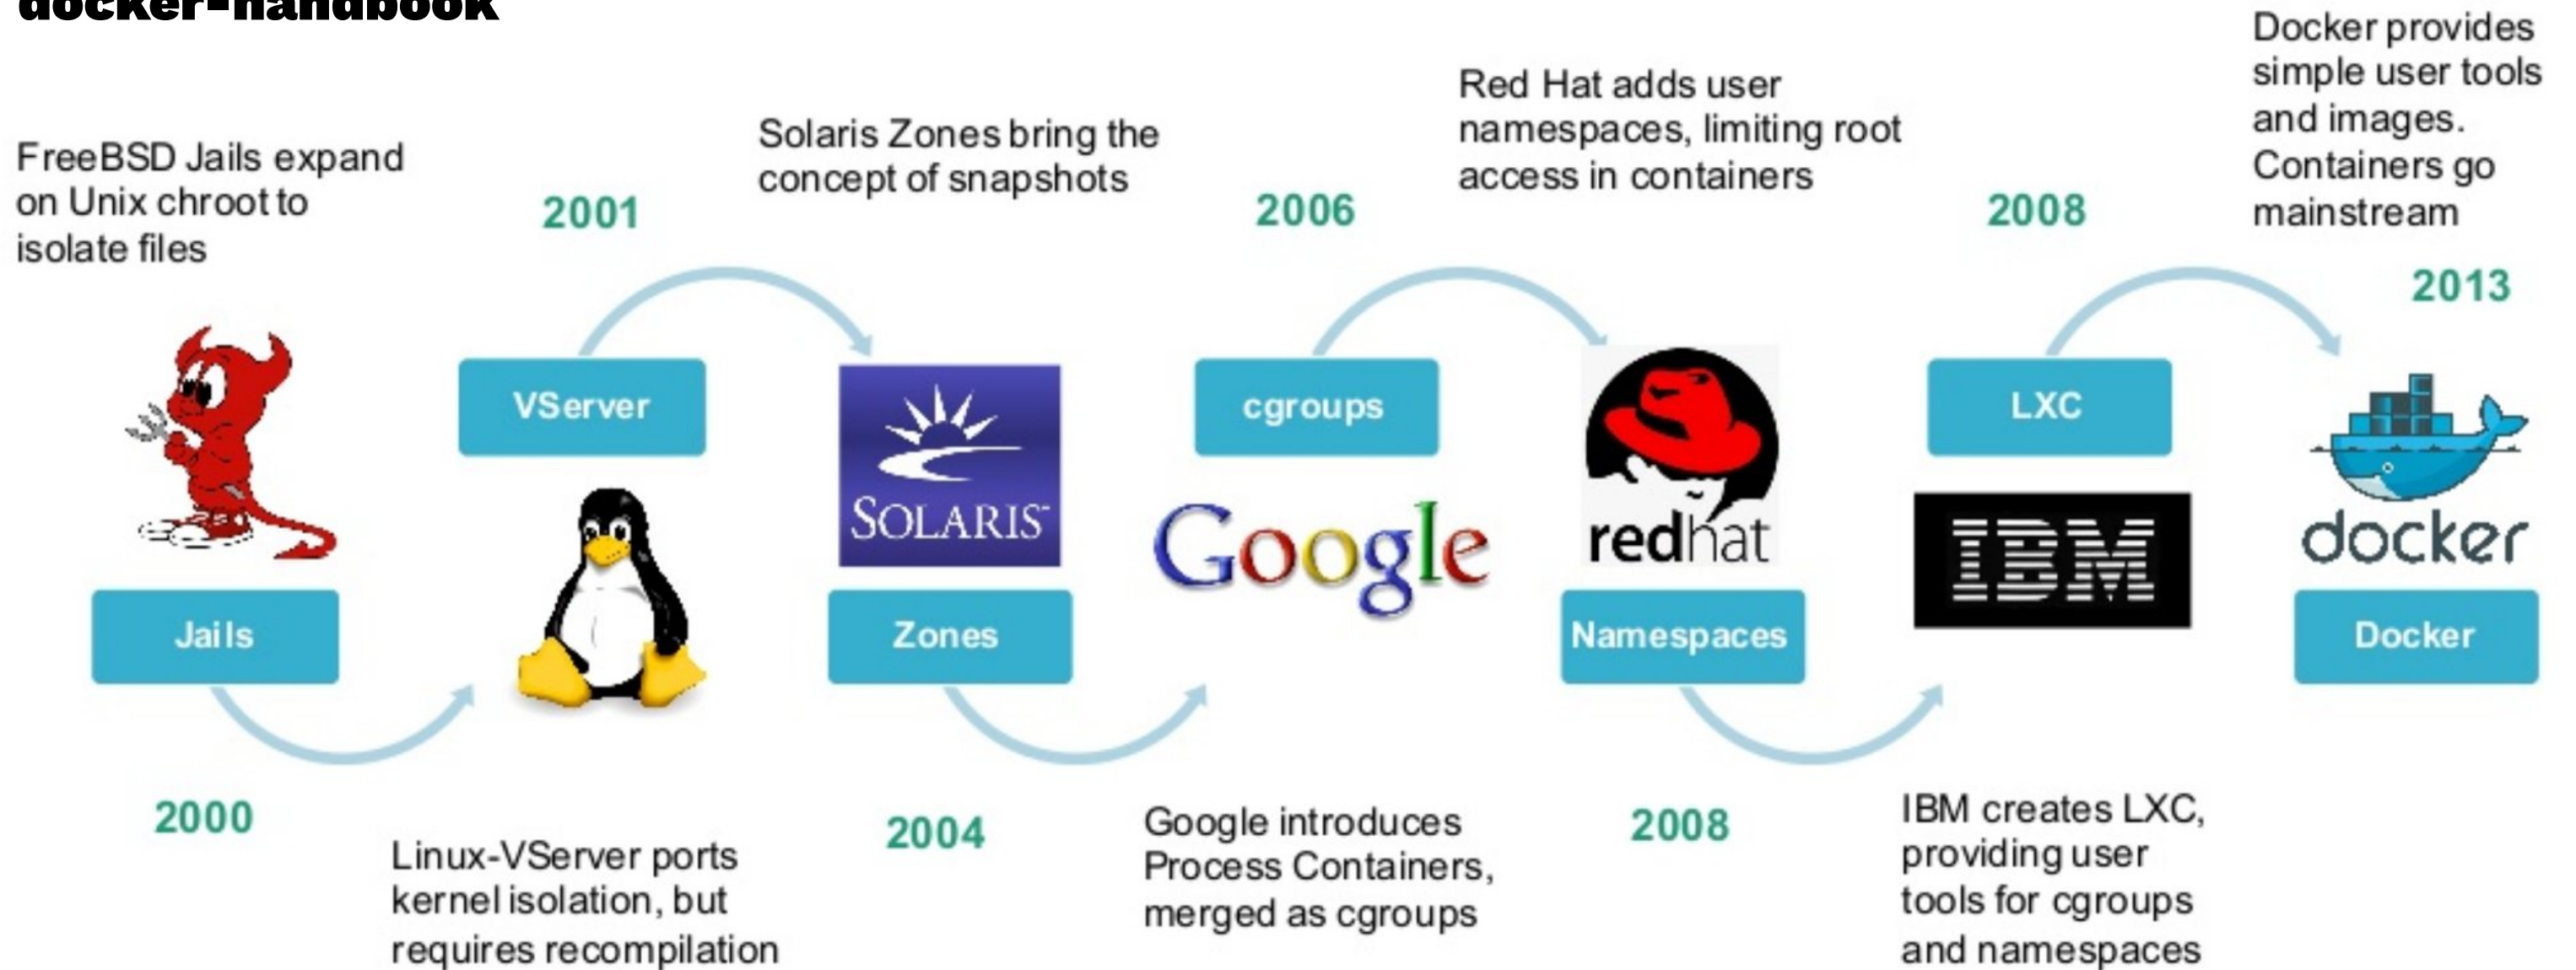 docker-handbook
FreeBSD Jails expand
on Unix chroot to
isolate files
Jails
2000
2001
VServer
Linux-VServer ports
kernel isolation, but
requires recompilation
Solaris Zones bring the
concept of snapshots
SOLARIS
Zones
2004
2006
cgroups
Google
Google introduces
Process Containers,
merged as cgroups
Red Hat adds user
namespaces, limiting root
access in containers
redhat
Namespaces
2008
2008
LXC
IBM
IBM creates LXC,
providing user
tools for cgroups
and namespaces
Docker provides
simple user tools
and images.
Containers go
mainstream
2013
docker
Docker